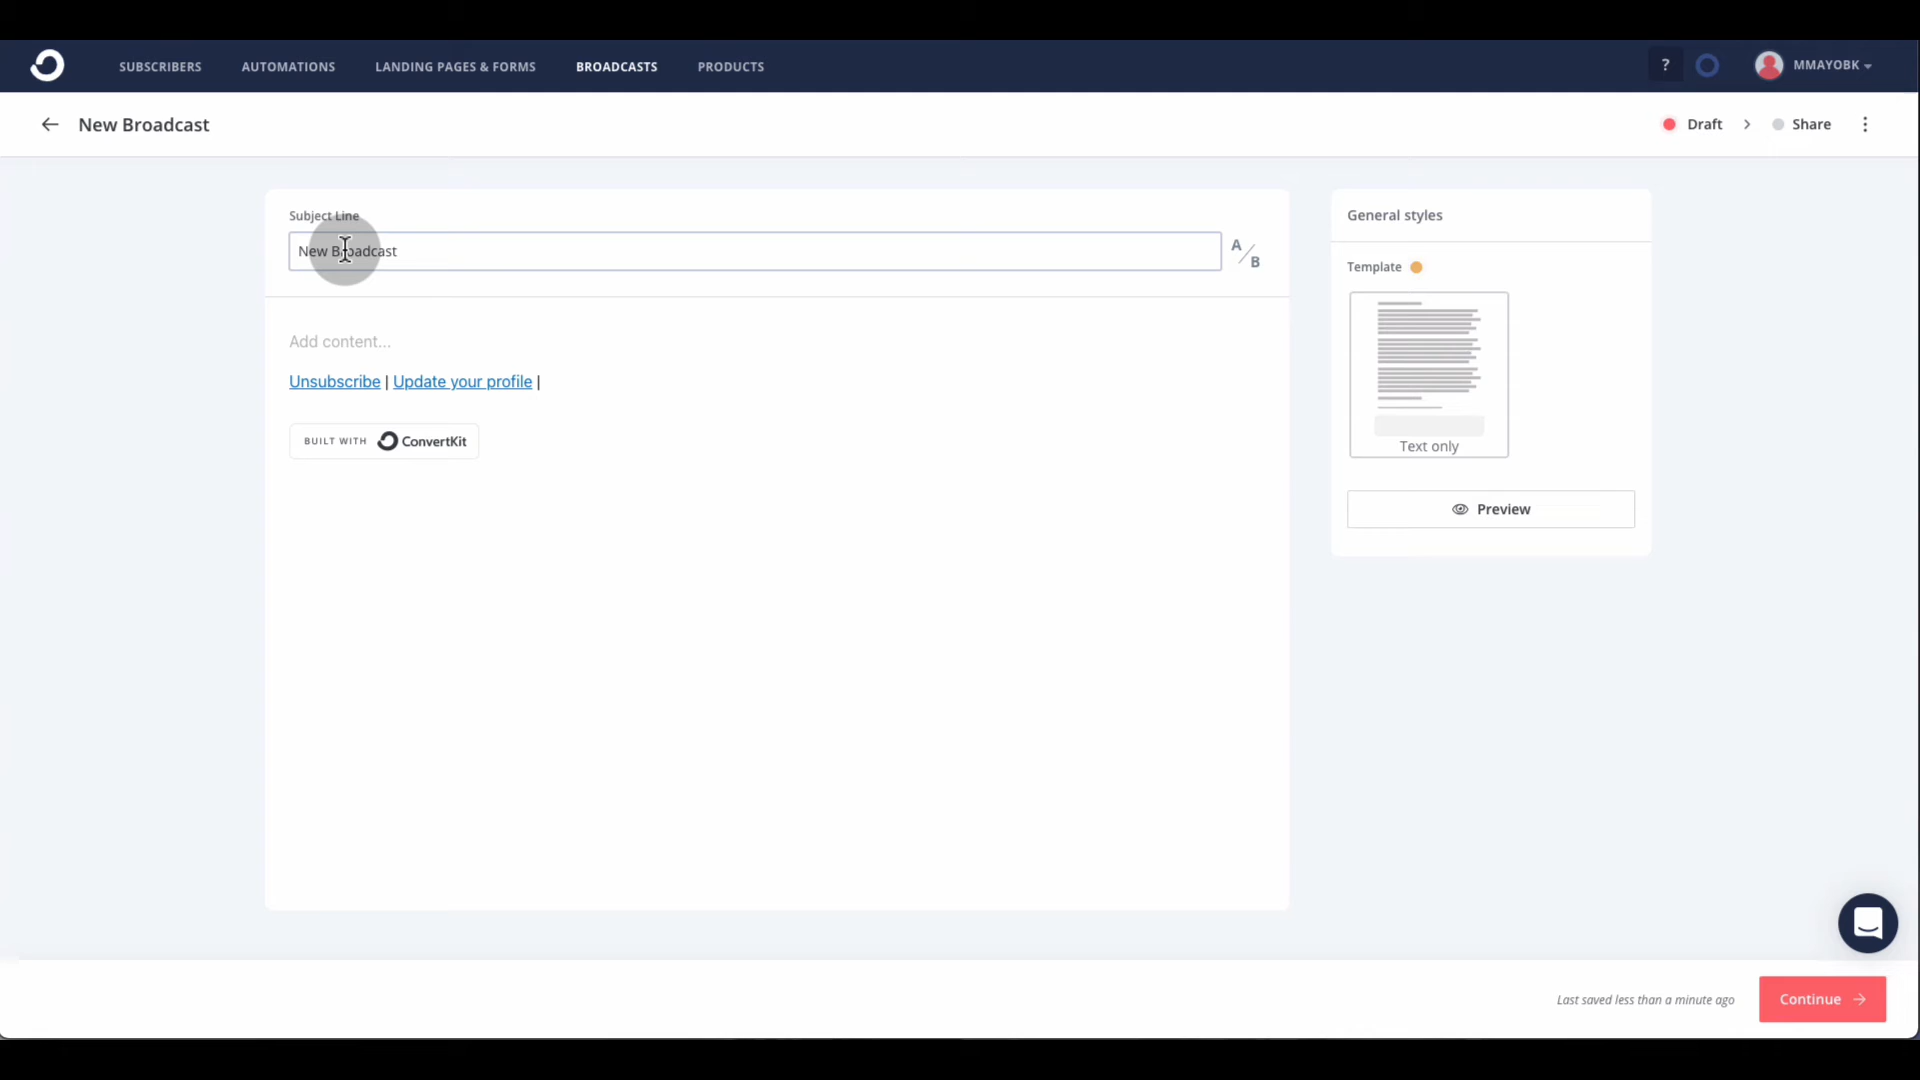 SUBSCRIBERS AUTOMATIONS LANDING PAGES & FORMS BROADCASTS PRODUCTS ? MMAYOBK
New Broadcast Draft Share
Subject Line
New Broadcast
A/B
Add content...
Unsubscribe | Update your profile |
BUILT WITH ConvertKit
General styles
Template
Text only
Preview
Last saved less than a minute ago Continue